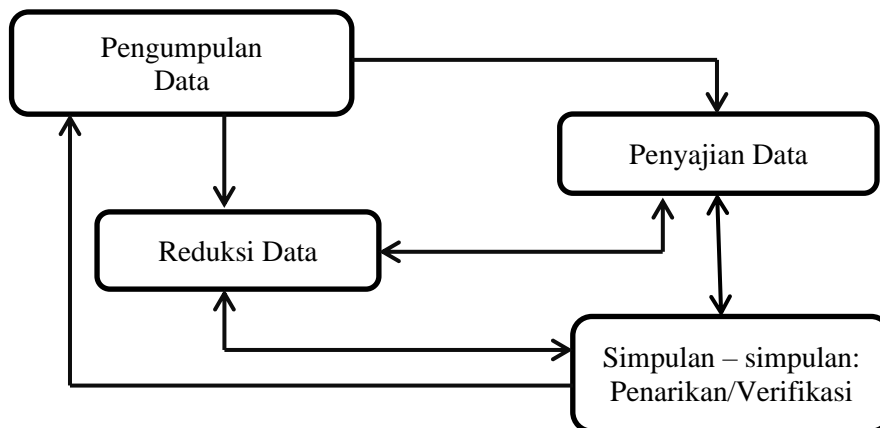 Pengumpulan
Data
Penyajian Data
Reduksi Data
Simpulan – simpulan:
Penarikan/Verifikasi